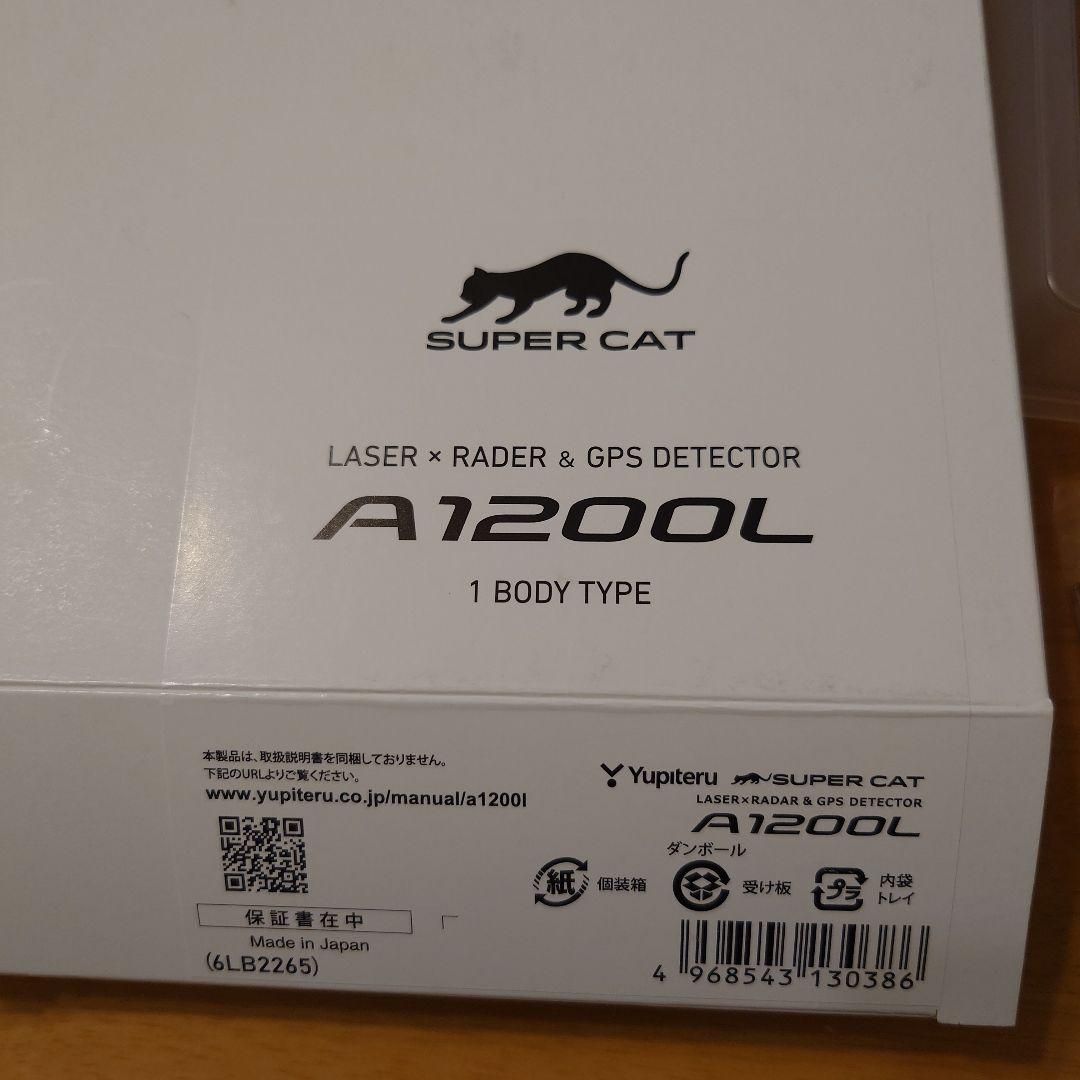 SUPER CAT
LASER × RADER & GPS DETECTOR
A1200L
1 BODY TYPE
本製品は、取扱説明書を同梱しておりません。
下記のURLよりご覧ください。
www.yupiteru.co.jp/manual/a1200l
保証書在中
Made in Japan
(6LB2265)
Yupiteru SUPER CAT
LASER×RADAR & GPS DETECTOR
A1200L
ダンボール
紙 個装箱 受け板 プラ 内袋
トレイ
4 968543 130386